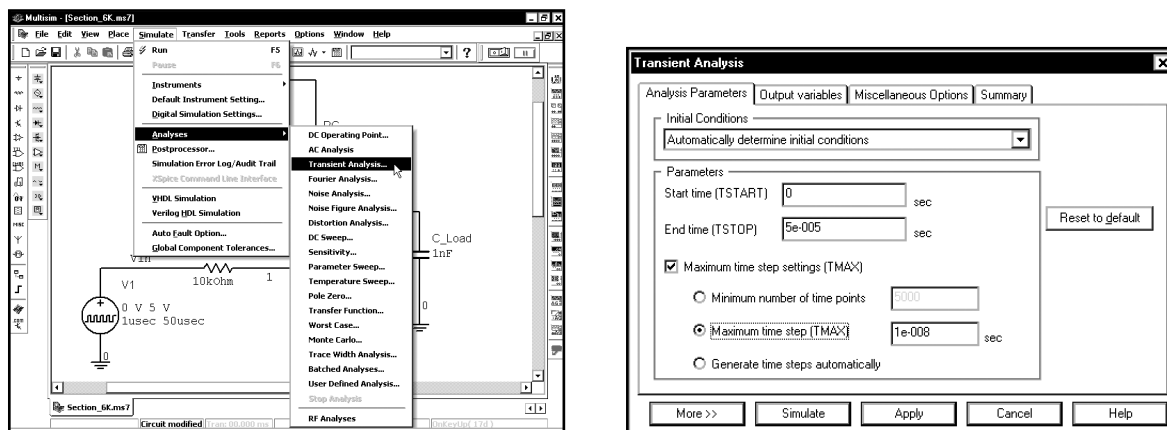 Multisim - [Section_6K.ms7]
File Edit View Place Simulate Transfer Tools Reports Options Window Help
Run F5
Pause F6
Instruments
Default Instrument Setting...
Digital Simulation Settings...
Analyses
Postprocessor...
Simulation Error Log/Audit Trail
XSpice Command Line Interface
VHDL Simulation
Verilog HDL Simulation
Auto Fault Option...
Global Component Tolerances...
DC Operating Point...
AC Analysis
Transient Analysis...
Fourier Analysis...
Noise Analysis...
Noise Figure Analysis...
Distortion Analysis...
DC Sweep...
Sensitivity...
Parameter Sweep...
Temperature Sweep...
Pole Zero...
Transfer Function...
Worst Case...
Monte Carlo...
Trace Width Analysis...
Batched Analyses...
User Defined Analysis...
Stop Analysis
RF Analyses
MISC
C_Load
1nF
0
Vin
10kOhm
1
V1
0 V 5 V
1usec 50usec
0
Section_6K.ms7
Circuit modified Tran: 00.000 ms
OnKeyUp( 17d )
Transient Analysis
Analysis Parameters Output variables Miscellaneous Options Summary
Initial Conditions
Automatically determine initial conditions
Parameters
Start time (TSTART) 0 sec
End time (TSTOP) 5e-005 sec
Reset to default
Maximum time step settings (TMAX)
Minimum number of time points 5000
Maximum time step (TMAX) 1e-008 sec
Generate time steps automatically
More >> Simulate Apply Cancel Help